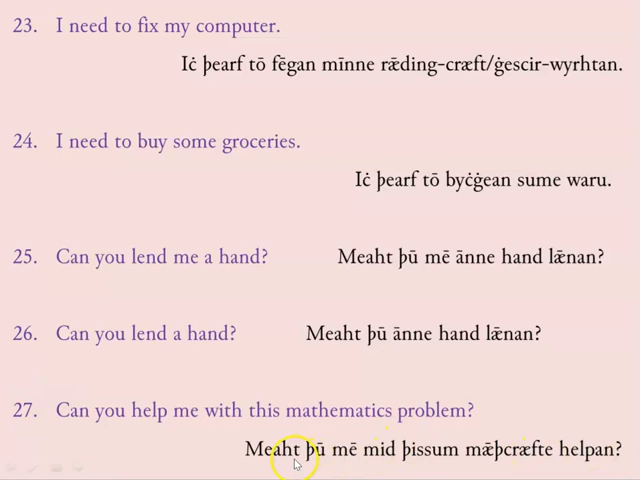 23. I need to fix my computer.
Iċ þearf tō fēgan mīnne rǣding-cræft/ġescir-wyrhtan.
24. I need to buy some groceries.
Iċ þearf tō byċġean sume waru.
25. Can you lend me a hand? Meaht þū mē ānne hand lǣnan?
26. Can you lend a hand? Meaht þū ānne hand lǣnan?
27. Can you help me with this mathematics problem?
Meaht þū mē mid þissum mǣþcræfte helpan?